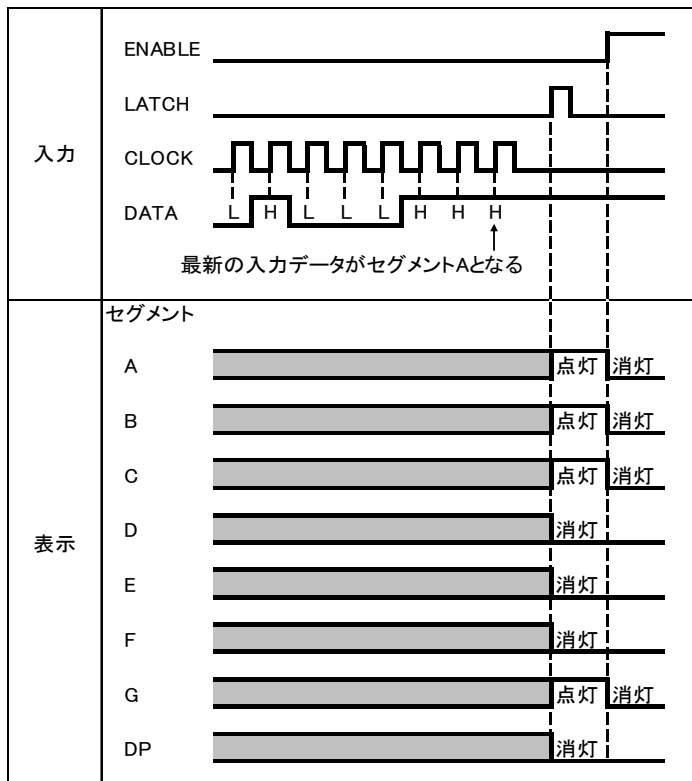 入力
ENABLE
LATCH
CLOCK
DATA
L H L L L H H H
最新の入力データがセグメントAとなる
表示
セグメント
A 点灯 消灯
B 点灯 消灯
C 点灯 消灯
D 消灯
E 消灯
F 消灯
G 点灯 消灯
DP 消灯